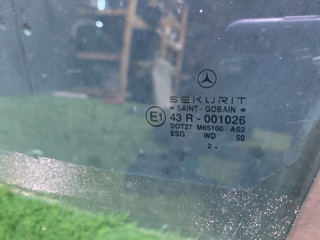 SEKURIT
= SAINT - GOBAIN =
E1 43 R - 001026
DOT27 M65100 AS2
ESG WD 50
2 -